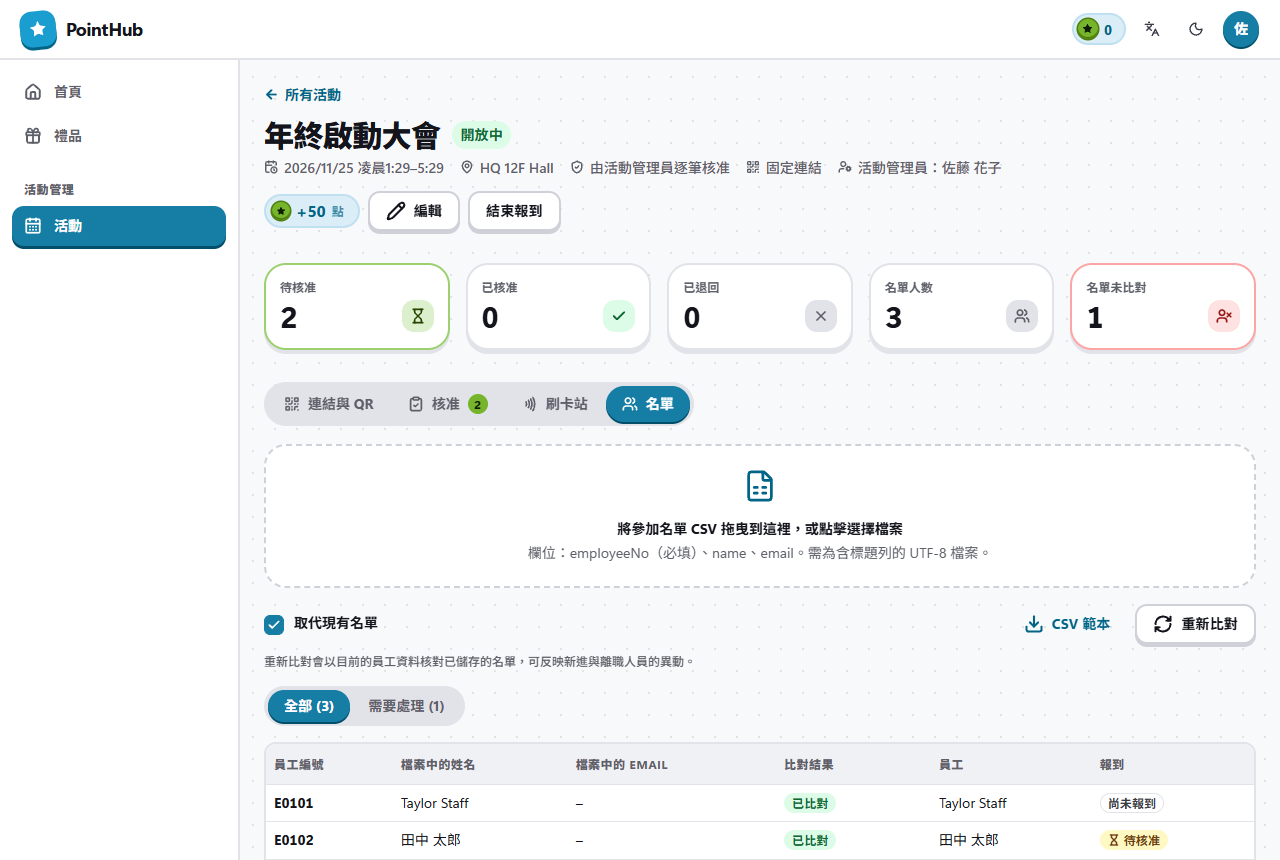 PointHub
0
佐
首頁
禮品
活動管理
活動
所有活動
年終啟動大會 開放中
2026/11/25 凌晨1:29–5:29 HQ 12F Hall 由活動管理員逐筆核准 固定連結 活動管理員：佐藤 花子
+50 點 編輯 結束報到
待核准 已核准 已退回 名單人數 名單未比對
2 0 0 3 1
連結與 QR 核准 2 刷卡站 名單
將參加名單 CSV 拖曳到這裡，或點擊選擇檔案
欄位：employeeNo（必填）、name、email。需為含標題列的 UTF-8 檔案。
取代現有名單 CSV 範本 重新比對
重新比對會以目前的員工資料核對已儲存的名單，可反映新進與離職人員的異動。
全部 (3) 需要處理 (1)
員工編號 檔案中的姓名 檔案中的 EMAIL 比對結果 員工 報到
E0101 Taylor Staff – 已比對 Taylor Staff 尚未報到
E0102 田中 太郎 – 已比對 田中 太郎 待核准